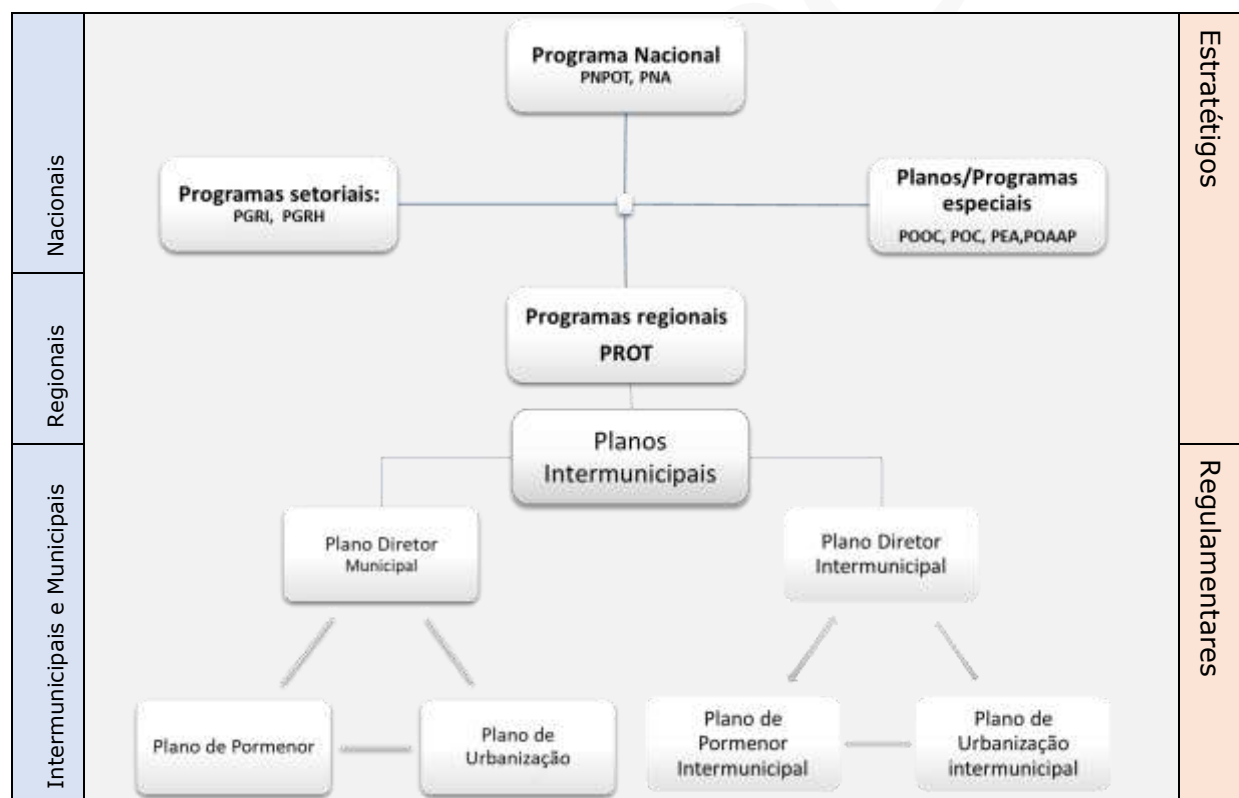 Nacionais
Regionais
Intermunicipais e Municipais
Programa Nacional
PNPOT, PNA
Programas setoriais:
PGRI, PGRH
Planos/Programas
especiais
POOC, POC, PEA,POAAP
Programas regionais
PROT
Planos
Intermunicipais
Plano Diretor
Municipal
Plano Diretor
Intermunicipal
Plano de Pormenor
Plano de
Urbanização
Plano de
Pormenor
Intermunicipal
Plano de
Urbanização
intermunicipal
Estratétigos
Regulamentares